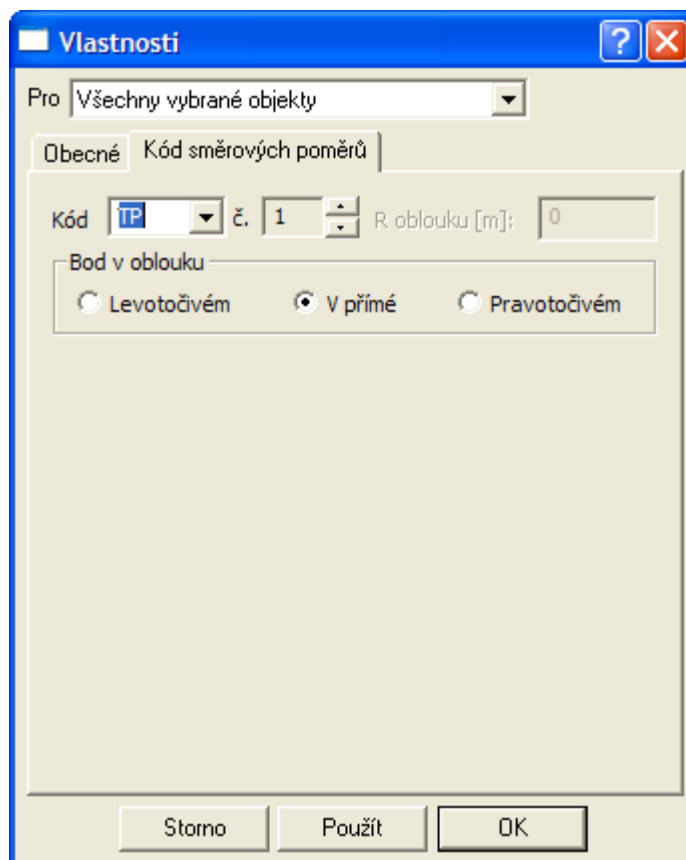 Vlastnosti
Pro Všechny vybrané objekty
Obecné Kód směrových poměrů
Kód TP č. 1 R oblouku [m]: 0
Bod v oblouku
Levotočivém V přímé Pravotočivém
Storno Použít OK